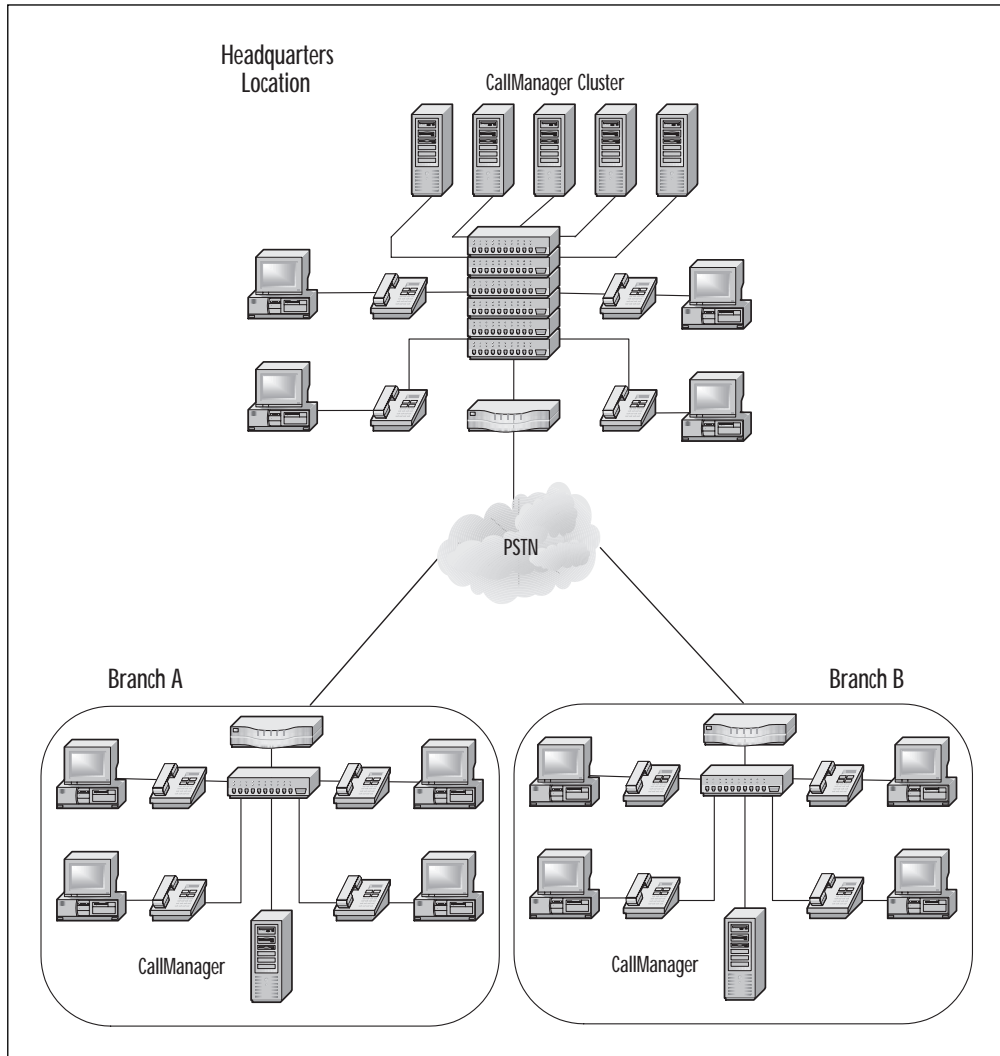 Headquarters
Location
CallManager Cluster
PSTN
Branch A
Branch B
CallManager
CallManager